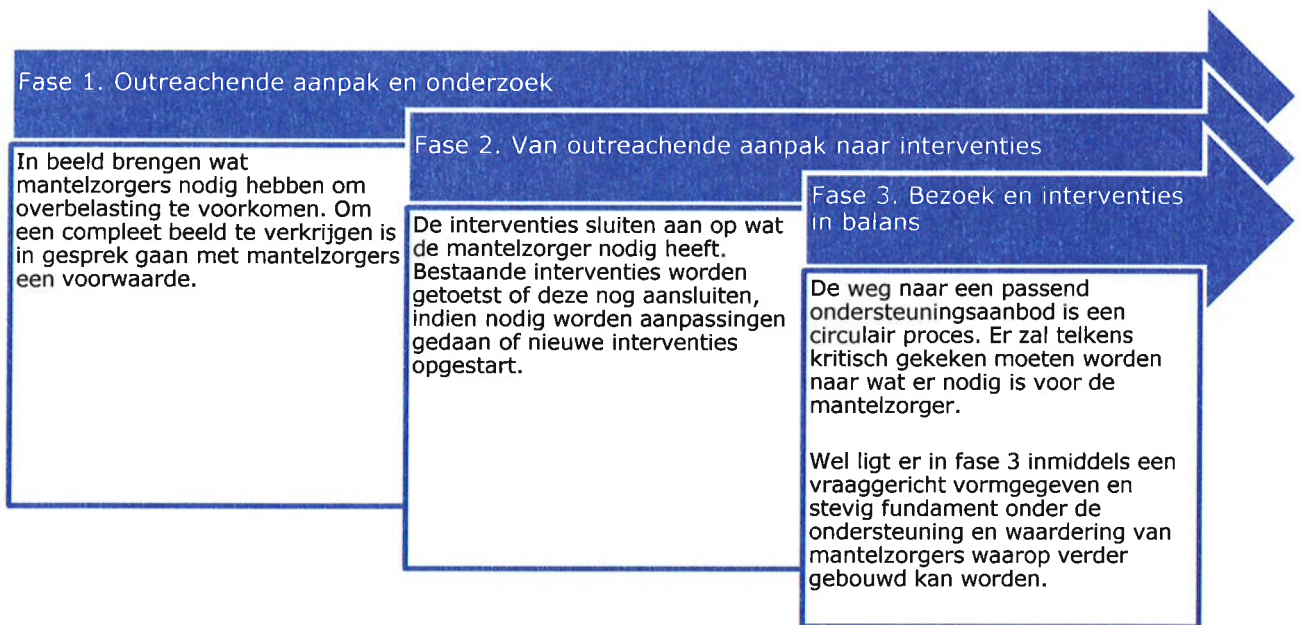 Fase 1. Outreachende aanpak en onderzoek
In beeld brengen wat
mantelzorgers nodig hebben om
overbelasting te voorkomen. Om
een compleet beeld te verkrijgen is
in gesprek gaan met mantelzorgers
een voorwaarde.
Fase 2. Van outreachende aanpak naar interventies
De interventies sluiten aan op wat
de mantelzorger nodig heeft.
Bestaande interventies worden
getoetst of deze nog aansluiten,
indien nodig worden aanpassingen
gedaan of nieuwe interventies
opgestart.
Fase 3. Bezoek en interventies
in balans
De weg naar een passend
ondersteuningsaanbod is een
circulair proces. Er zal telkens
kritisch gekeken moeten worden
naar wat er nodig is voor de
mantelzorger.
Wel ligt er in fase 3 inmiddels een
vraaggericht vormgegeven en
stevig fundament onder de
ondersteuning en waardering van
mantelzorgers waarop verder
gebouwd kan worden.